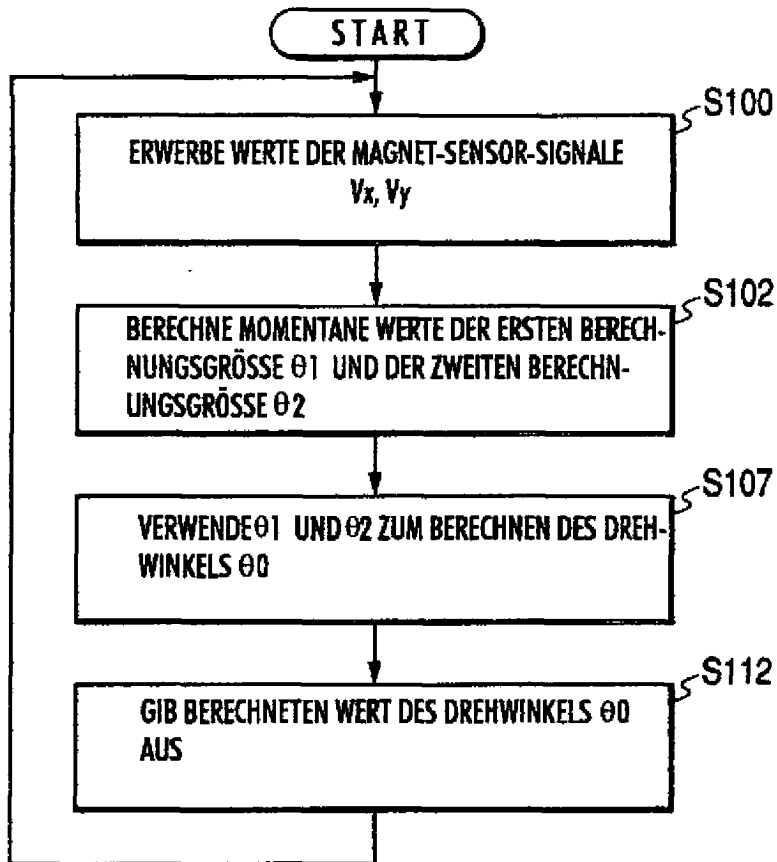 START
S100
ERWERBE WERTE DER MAGNET-SENSOR-SIGNALE
Vx, Vy
S102
BERECHNE MOMENTANE WERTE DER ERSTEN BERECH-
NUNGSGRÖSSE θ1 UND DER ZWEITEN BERECHN-
UNGSGRÖSSE θ2
S107
VERWENDE θ1 UND θ2 ZUM BERECHNEN DES DREH-
WINKELS θ0
S112
GIB BERECHNETEN WERT DES DREHWINKELS θ0
AUS